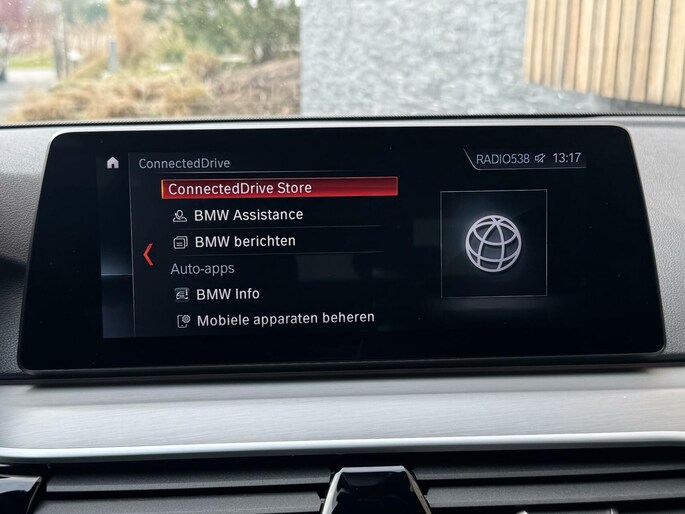 ConnectedDrive
RADIO538 13:17
ConnectedDrive Store
BMW Assistance
BMW berichten
Auto-apps
BMW Info
Mobiele apparaten beheren